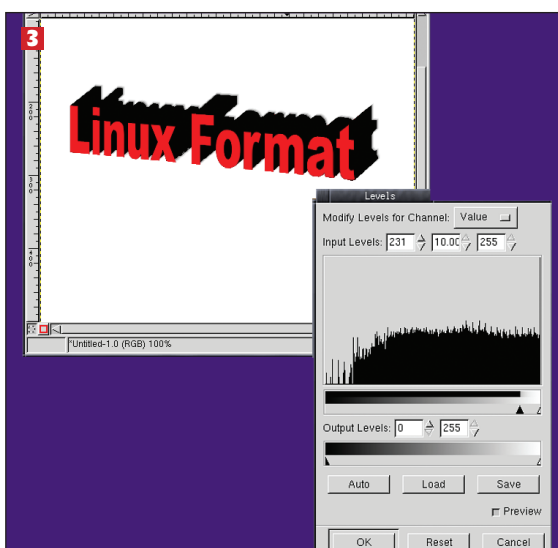 3
Linux Format
*Untitled-1.0 (RGB) 100%
Levels
Modify Levels for Channel: Value
Input Levels: 231 10.00 255
Output Levels: 0 255
Auto Load Save
Preview
OK Reset Cancel